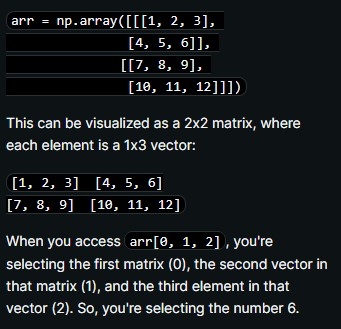 arr = np.array([[[1, 2, 3],
[4, 5, 6]],
[[7, 8, 9],
[10, 11, 12]]])
This can be visualized as a 2x2 matrix, where
each element is a 1x3 vector:
[1, 2, 3] [4, 5, 6]
[7, 8, 9] [10, 11, 12]
When you access arr[0, 1, 2], you're
selecting the first matrix (0), the second vector in
that matrix (1), and the third element in that
vector (2). So, you're selecting the number 6.